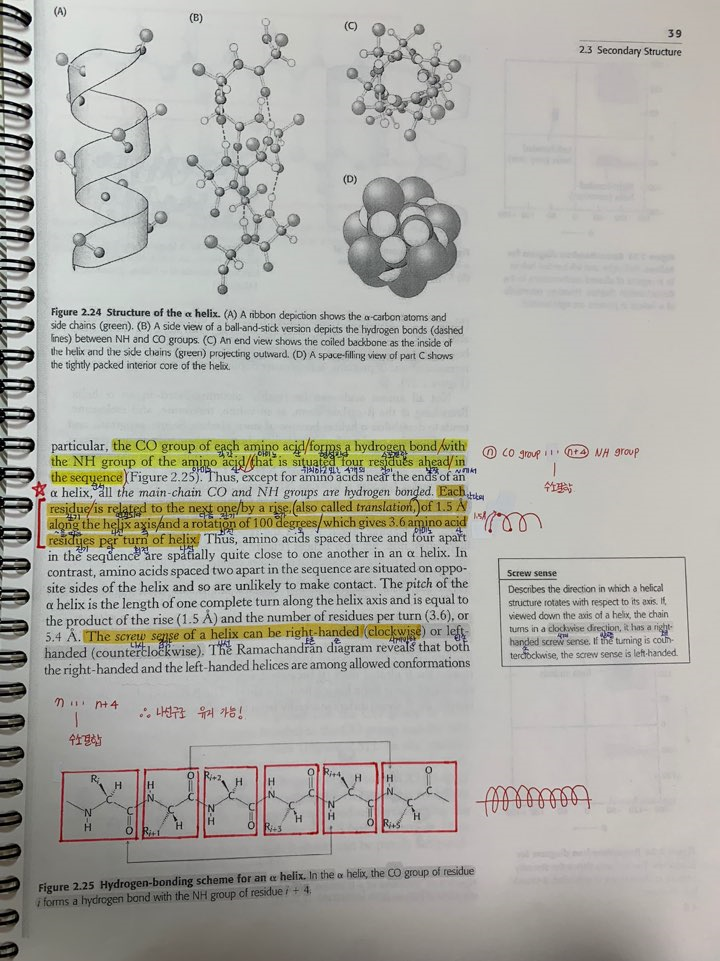 (A)
(B)
(C)
39
2.3 Secondary Structure
(D)
Figure 2.24 Structure of the α helix. (A) A ribbon depiction shows the α-carbon atoms and
side chains (green). (B) A side view of a ball-and-stick version depicts the hydrogen bonds (dashed
lines) between NH and CO groups. (C) An end view shows the coiled backbone as the inside of
the helix and the side chains (green) projecting outward. (D) A space-filling view of part C shows
the tightly packed interior core of the helix.
particular, the CO group of each amino acid forms a hydrogen bond with
the NH group of the amino acid that is situated four residues ahead in
the sequence (Figure 2.25). Thus, except for amino acids near the ends of an
α helix, all the main-chain CO and NH groups are hydrogen bonded. Each
residue is related to the next one by a rise, (also called translation,) of 1.5 Å
along the helix axis and a rotation of 100 degrees, which gives 3.6 amino acid
residues per turn of helix. Thus, amino acids spaced three and four apart
in the sequence are spatially quite close to one another in an α helix. In
contrast, amino acids spaced two apart in the sequence are situated on oppo-
site sides of the helix and so are unlikely to make contact. The pitch of the
α helix is the length of one complete turn along the helix axis and is equal to
the product of the rise (1.5 Å) and the number of residues per turn (3.6), or
5.4 Å. The screw sense of a helix can be right-handed (clockwise) or left-
handed (counterclockwise). The Ramachandran diagram reveals that both
the right-handed and the left-handed helices are among allowed conformations
n CO group ⋯ n+4 NH group
수소결합
1.5Å
Screw sense
Describes the direction in which a helical
structure rotates with respect to its axis. If,
viewed down the axis of a helix, the chain
turns in a clockwise direction, it has a right-
handed screw sense. If the turning is coun-
terclockwise, the screw sense is left-handed.
n ⋯ n+4 ∴ 나선구조 유지 가능!
수소결합
Ri H O Ri+2 H H O Ri+4 H H O
N H O Ri+1 H N H O Ri+3 H N H O Ri+5 H
Figure 2.25 Hydrogen-bonding scheme for an α helix. In the α helix, the CO group of residue
i forms a hydrogen bond with the NH group of residue i + 4.